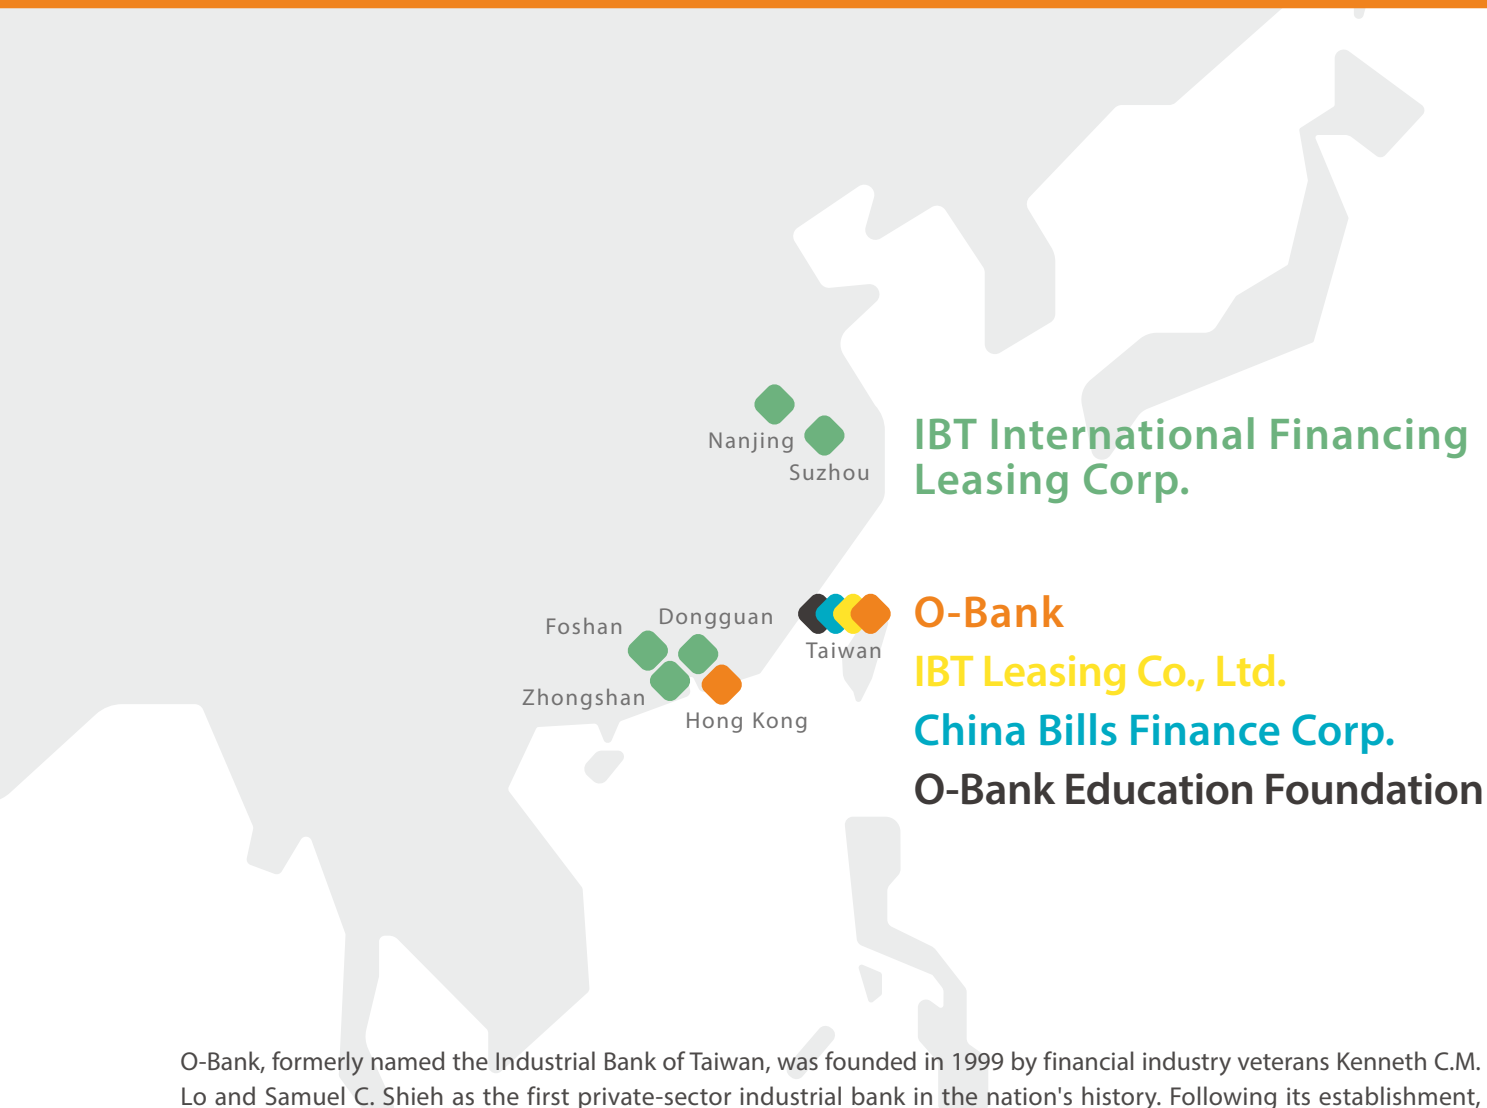 Nanjing
Suzhou
IBT International Financing
Leasing Corp.
Foshan
Dongguan
Zhongshan
Hong Kong
Taiwan
O-Bank
IBT Leasing Co., Ltd.
China Bills Finance Corp.
O-Bank Education Foundation
O-Bank, formerly named the Industrial Bank of Taiwan, was founded in 1999 by financial industry veterans Kenneth C.M.
Lo and Samuel C. Shieh as the first private-sector industrial bank in the nation's history. Following its establishment,